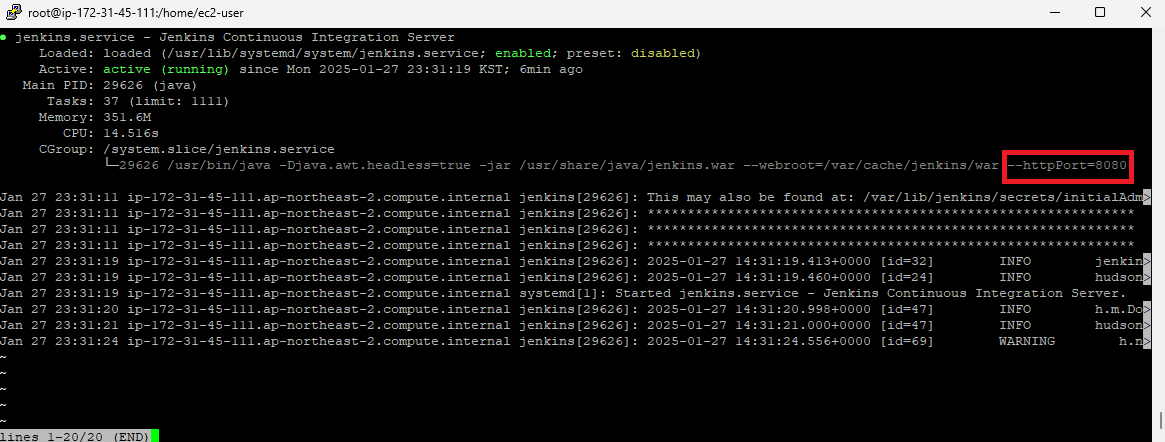 root@ip-172-31-45-111:/home/ec2-user
● jenkins.service - Jenkins Continuous Integration Server
     Loaded: loaded (/usr/lib/systemd/system/jenkins.service; enabled; preset: disabled)
     Active: active (running) since Mon 2025-01-27 23:31:19 KST; 6min ago
   Main PID: 29626 (java)
      Tasks: 37 (limit: 1111)
     Memory: 351.6M
        CPU: 14.516s
     CGroup: /system.slice/jenkins.service
             └─29626 /usr/bin/java -Djava.awt.headless=true -jar /usr/share/java/jenkins.war --webroot=/var/cache/jenkins/war --httpPort=8080
Jan 27 23:31:11 ip-172-31-45-111.ap-northeast-2.compute.internal jenkins[29626]: This may also be found at: /var/lib/jenkins/secrets/initialAdm>
Jan 27 23:31:11 ip-172-31-45-111.ap-northeast-2.compute.internal jenkins[29626]: *************************************************************
Jan 27 23:31:11 ip-172-31-45-111.ap-northeast-2.compute.internal jenkins[29626]: *************************************************************
Jan 27 23:31:11 ip-172-31-45-111.ap-northeast-2.compute.internal jenkins[29626]: *************************************************************
Jan 27 23:31:19 ip-172-31-45-111.ap-northeast-2.compute.internal jenkins[29626]: 2025-01-27 14:31:19.413+0000 [id=32]        INFO        jenkin>
Jan 27 23:31:19 ip-172-31-45-111.ap-northeast-2.compute.internal jenkins[29626]: 2025-01-27 14:31:19.460+0000 [id=24]        INFO        hudson>
Jan 27 23:31:19 ip-172-31-45-111.ap-northeast-2.compute.internal systemd[1]: Started jenkins.service - Jenkins Continuous Integration Server.
Jan 27 23:31:20 ip-172-31-45-111.ap-northeast-2.compute.internal jenkins[29626]: 2025-01-27 14:31:20.998+0000 [id=47]        INFO        h.m.Do>
Jan 27 23:31:21 ip-172-31-45-111.ap-northeast-2.compute.internal jenkins[29626]: 2025-01-27 14:31:21.000+0000 [id=47]        INFO        hudson>
Jan 27 23:31:24 ip-172-31-45-111.ap-northeast-2.compute.internal jenkins[29626]: 2025-01-27 14:31:24.556+0000 [id=69]        WARNING        h.n>
~
~
~
~
~
lines 1-20/20 (END)